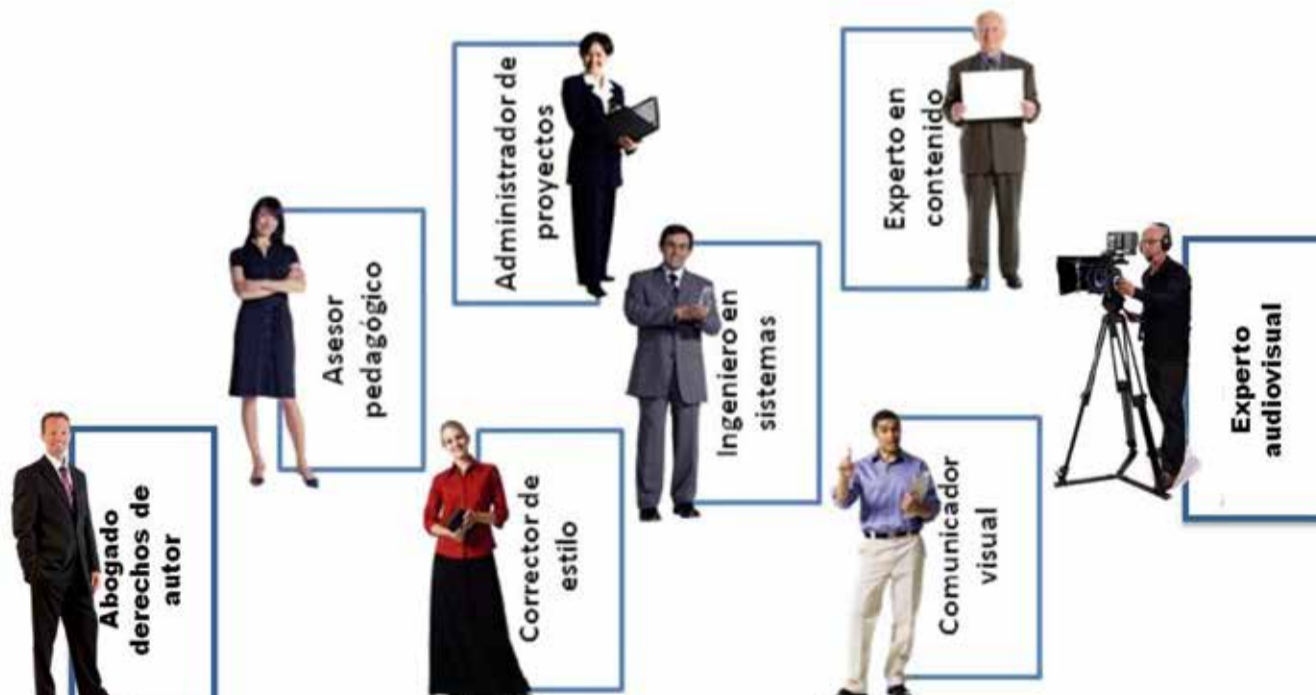 Administrador de
proyectos
Experto en
contenido
Asesor
pedagógico
Ingeniero en
sistemas
Experto
audiovisual
Abogado
derechos de
autor
Corrector de
estilo
Comunicador
visual